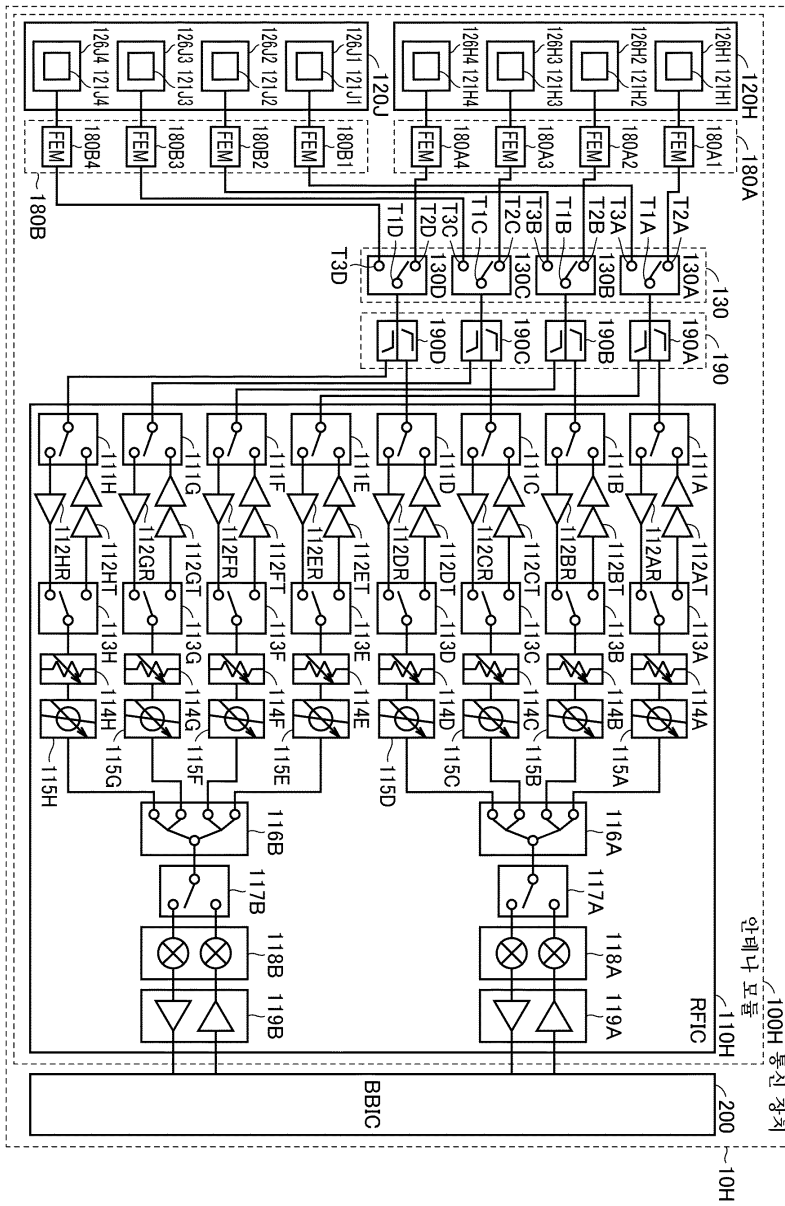 10H
통신 장치
100H
안테나 모듈
120H
126H1 121H1
126H2 121H2
126H3 121H3
126H4 121H4
120J
126J1 121J1
126J2 121J2
126J3 121J3
126J4 121J4
180A
180A1
FEM
180A2
FEM
180A3
FEM
180A4
FEM
180B1
FEM
180B2
FEM
180B3
FEM
180B4
FEM
180B
T2A
T1A
T3A
T2B
T1B
T3B
T2C
T1C
T3C
T2D
T1D
T3D
130
130A
130B
130C
130D
190
190A
190B
190C
190D
110H
RFIC
111A
111B
111C
111D
111E
111F
111G
111H
112AT
112AR
112BT
112BR
112CT
112CR
112DT
112DR
112ET
112ER
112FT
112FR
112GT
112GR
112HT
112HR
113A
113B
113C
113D
113E
113F
113G
113H
114A
114B
114C
114D
114E
114F
114G
114H
115A
115B
115C
115D
115E
115F
115G
115H
116A
116B
117A
117B
118A
118B
119A
119B
200
BBIC